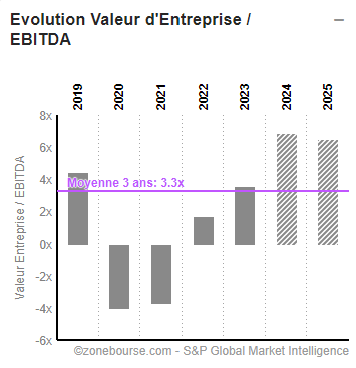 Evolution Valeur d'Entreprise /
EBITDA
2019 2020 2021 2022 2023 2024 2025
8x
6x
Moyenne 3 ans: 3.3x
4x
2x
0x
-2x
-4x
-6x
Valeur Entreprise / EBITDA
©zonebourse.com - S&P Global Market Intelligence